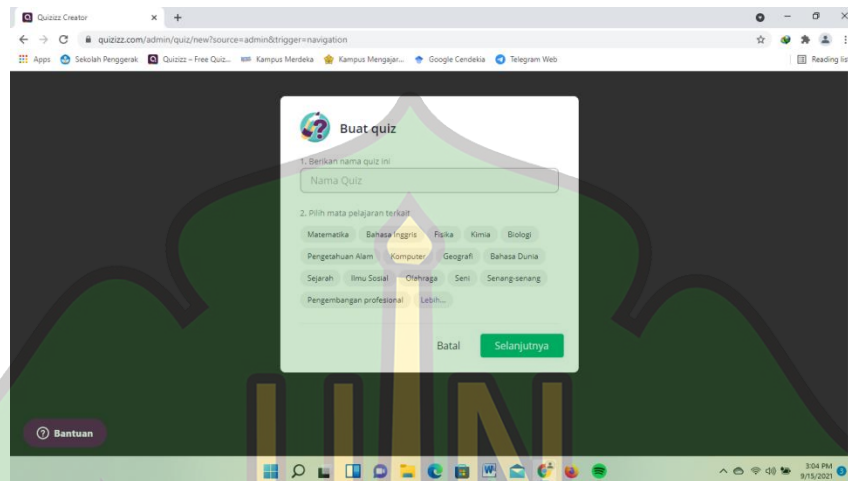 Quizizz Creator
quizizz.com/admin/quiz/new?source=admin&trigger=navigation
Apps Sekolah Penggerak Quizizz – Free Quiz... Kampus Merdeka Kampus Mengajar... Google Cendekia Telegram Web Reading list
Buat quiz
1. Berikan nama quiz ini
Nama Quiz
2. Pilih mata pelajaran terkait
Matematika Bahasa Inggris Fisika Kimia Biologi
Pengetahuan Alam Komputer Geografi Bahasa Dunia
Sejarah Ilmu Sosial Olahraga Seni Senang-senang
Pengembangan profesional Lebih...
Batal Selanjutnya
UIN
Bantuan
3:04 PM
9/15/2021